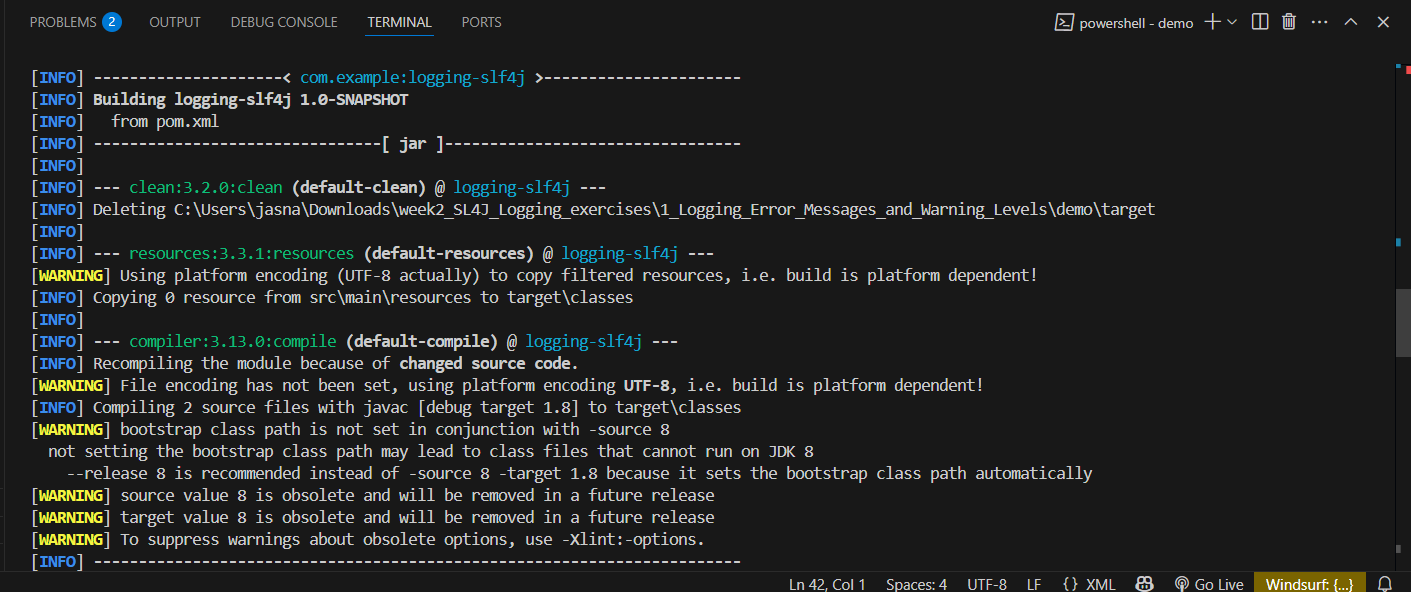 PROBLEMS 2 OUTPUT DEBUG CONSOLE TERMINAL PORTS powershell - demo
[INFO] ---------------------< com.example:logging-slf4j >----------------------
[INFO] Building logging-slf4j 1.0-SNAPSHOT
[INFO]   from pom.xml
[INFO] --------------------------------[ jar ]---------------------------------
[INFO]
[INFO] --- clean:3.2.0:clean (default-clean) @ logging-slf4j ---
[INFO] Deleting C:\Users\jasna\Downloads\week2_SL4J_Logging_exercises\1_Logging_Error_Messages_and_Warning_Levels\demo\target
[INFO]
[INFO] --- resources:3.3.1:resources (default-resources) @ logging-slf4j ---
[WARNING] Using platform encoding (UTF-8 actually) to copy filtered resources, i.e. build is platform dependent!
[INFO] Copying 0 resource from src\main\resources to target\classes
[INFO]
[INFO] --- compiler:3.13.0:compile (default-compile) @ logging-slf4j ---
[INFO] Recompiling the module because of changed source code.
[WARNING] File encoding has not been set, using platform encoding UTF-8, i.e. build is platform dependent!
[INFO] Compiling 2 source files with javac [debug target 1.8] to target\classes
[WARNING] bootstrap class path is not set in conjunction with -source 8
  not setting the bootstrap class path may lead to class files that cannot run on JDK 8
    --release 8 is recommended instead of -source 8 -target 1.8 because it sets the bootstrap class path automatically
[WARNING] source value 8 is obsolete and will be removed in a future release
[WARNING] target value 8 is obsolete and will be removed in a future release
[WARNING] To suppress warnings about obsolete options, use -Xlint:-options.
[INFO] ------------------------------------------------------------------------
Ln 42, Col 1 Spaces: 4 UTF-8 LF {} XML Go Live Windsurf: {...}